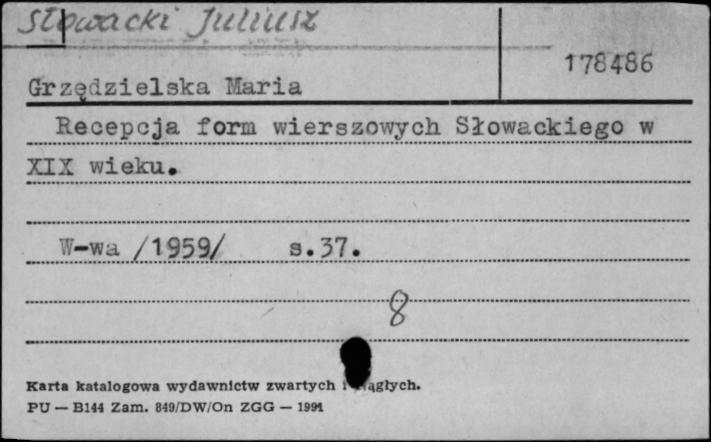 Słowacki Juliusz
178486
Grzędzielska Maria
Recepcja form wierszowych Słowackiego w
XIX wieku.
W-wa /1959/ s.37.
8
Karta katalogowa wydawnictw zwartych i
PU — B144 Zam. 849/DW/On ZGG — 1991